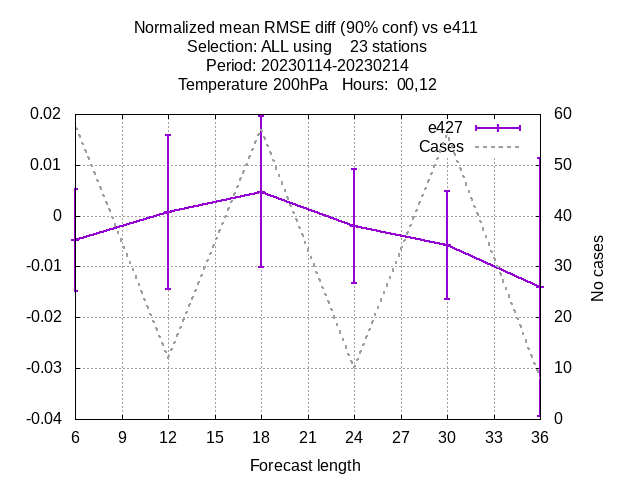 Normalized mean RMSE diff (90% conf) vs e411
Selection: ALL using    23 stations
Period: 20230114-20230214
Temperature 200hPa   Hours:  00,12
e427
Cases
0.02
0.01
0
-0.01
-0.02
-0.03
-0.04
60
50
40
30
20
10
0
No cases
6 9 12 15 18 21 24 27 30 33 36
Forecast length